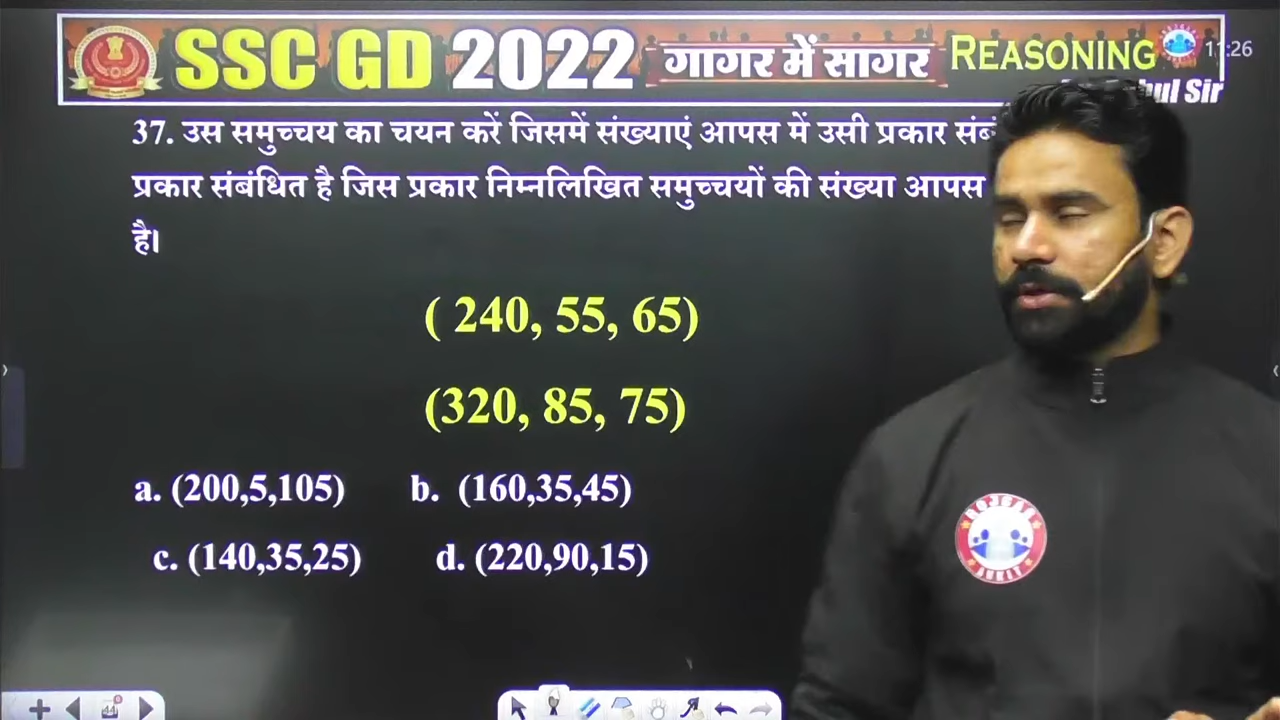 SSC GD 2022 गागर में सागर REASONING
11:26
Sir
37. उस समुच्चय का चयन करें जिसमें संख्याएं आपस में उसी प्रकार
प्रकार संबंधित है जिस प्रकार निम्नलिखित समुच्चयों की संख्या आपस
है।
( 240, 55, 65)
(320, 85, 75)
a. (200,5,105) b. (160,35,45)
c. (140,35,25) d. (220,90,15)